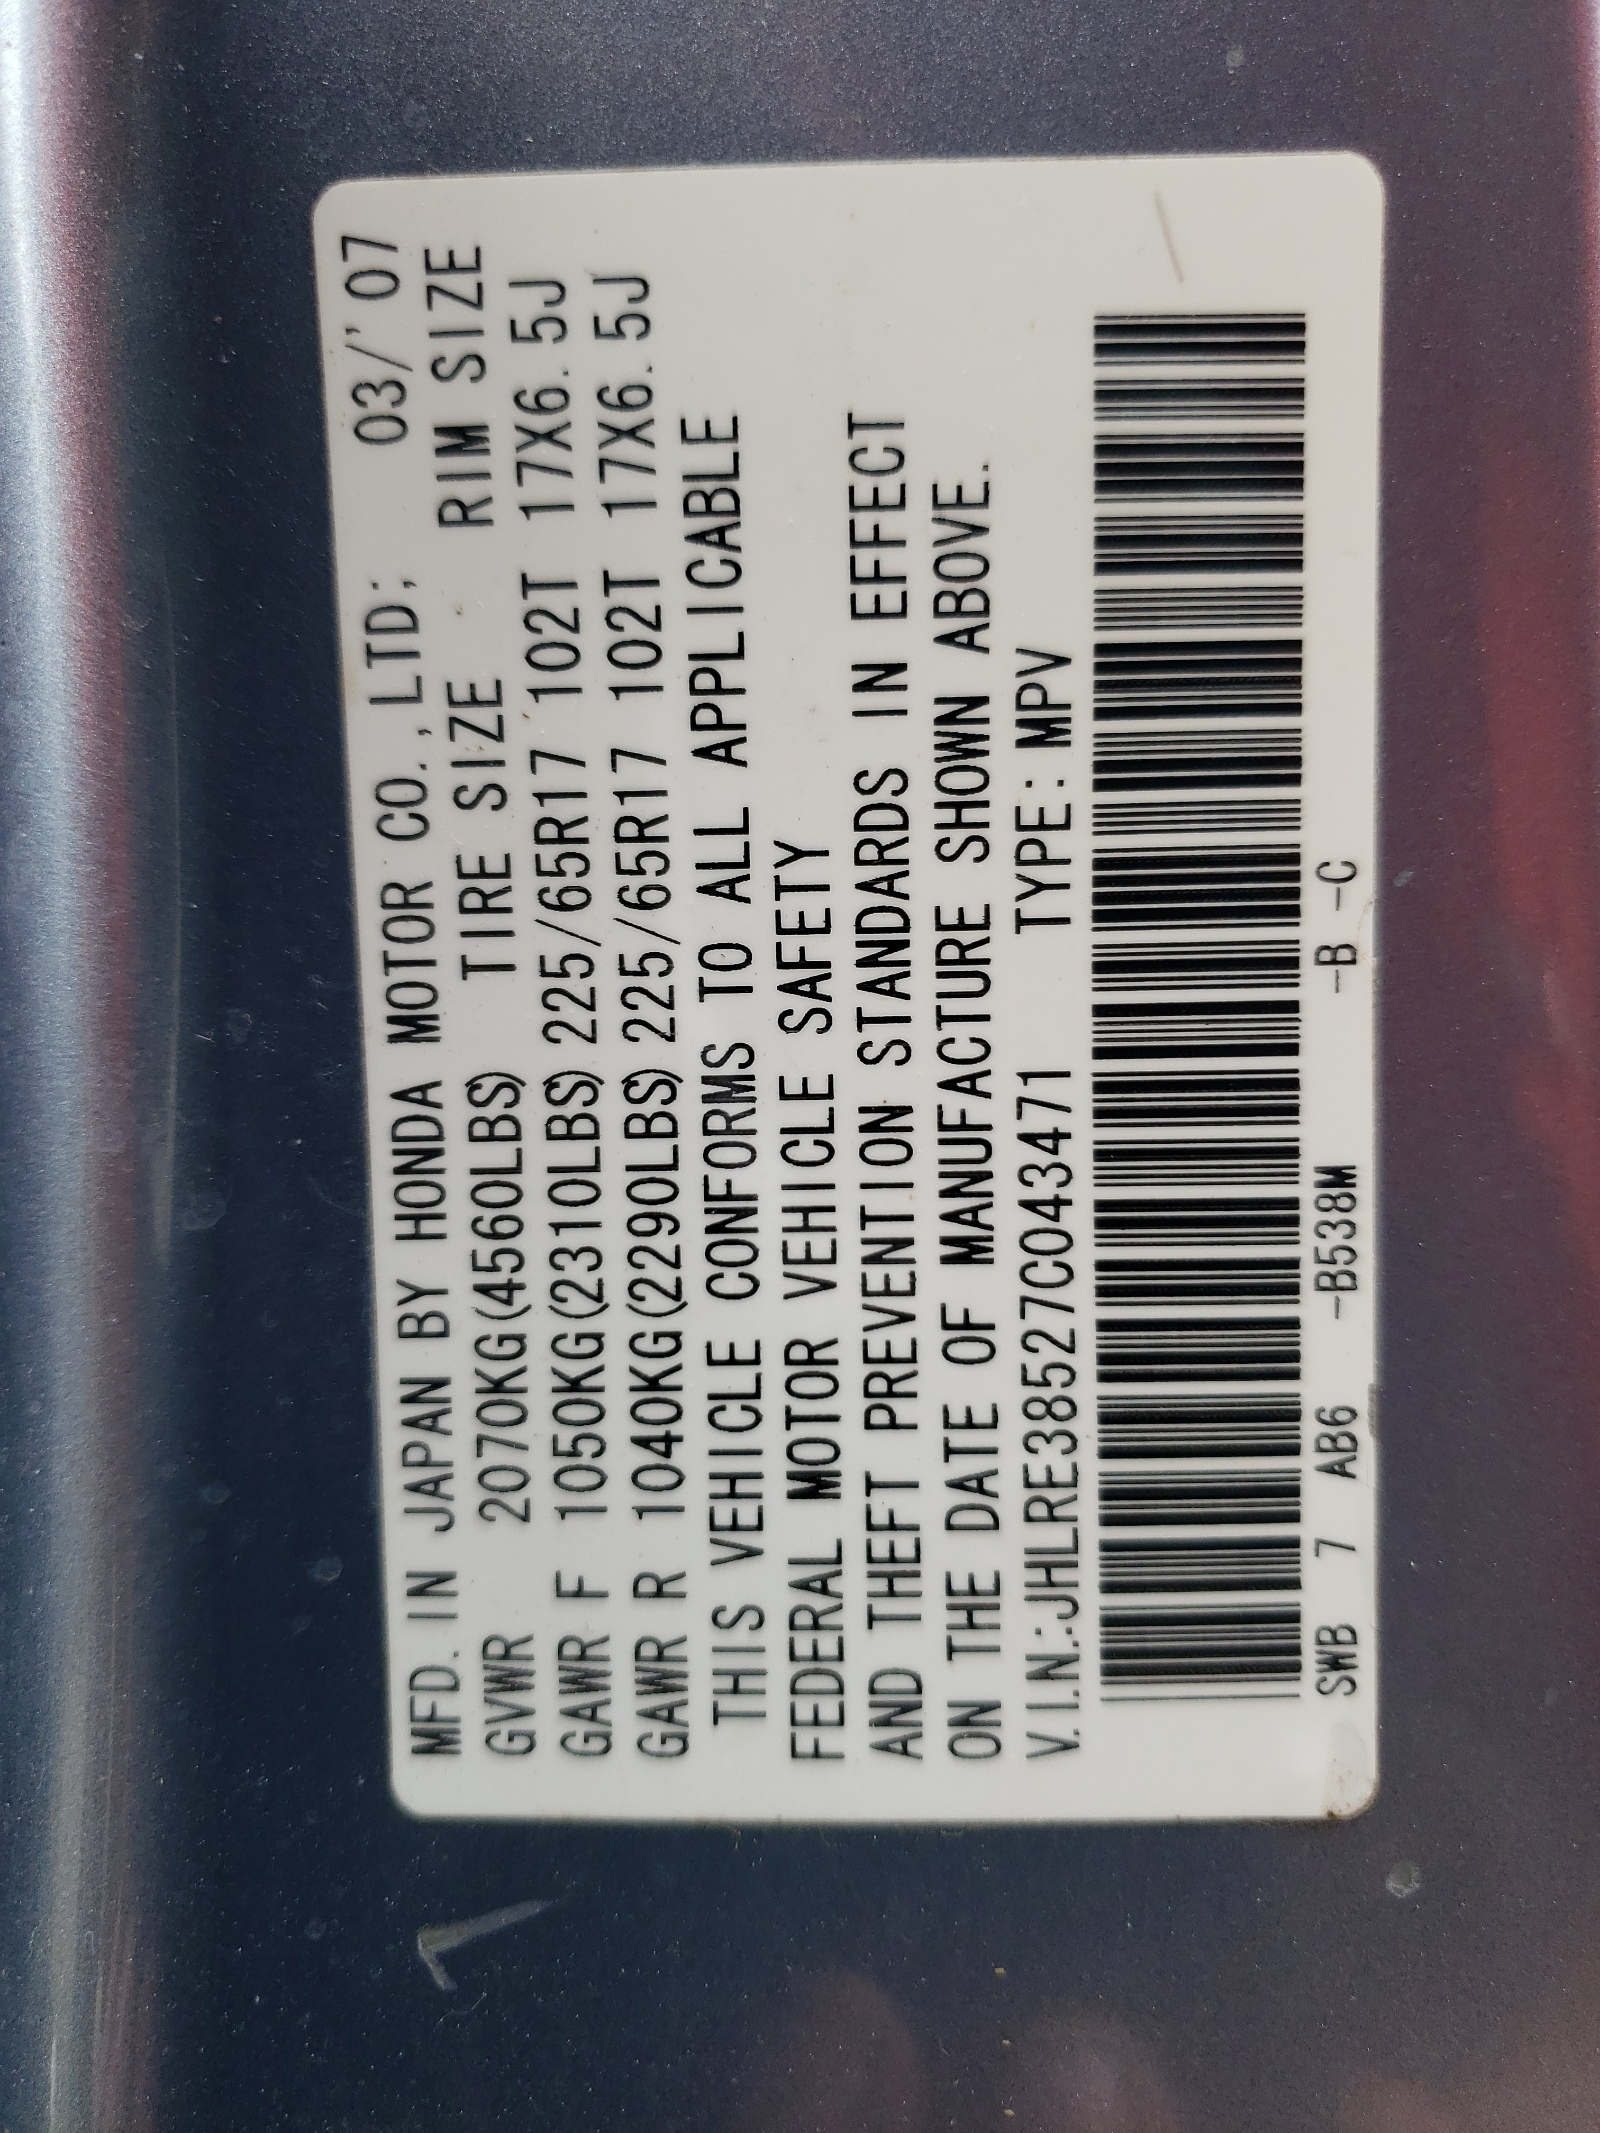 MFD. IN JAPAN BY HONDA MOTOR CO.,LTD; 03/'07
GVWR 2070KG(4560LBS) TIRE SIZE RIM SIZE
GAWR F 1050KG(2310LBS) 225/65R17 102T 17X6.5J
GAWR R 1040KG(2290LBS) 225/65R17 102T 17X6.5J
THIS VEHICLE CONFORMS TO ALL APPLICABLE
FEDERAL MOTOR VEHICLE SAFETY
AND THEFT PREVENTION STANDARDS IN EFFECT
ON THE DATE OF MANUFACTURE SHOWN ABOVE.
V.I.N.:JHLRE38527C043471 TYPE:MPV
SWB 7 AB6 -B538M -B -C